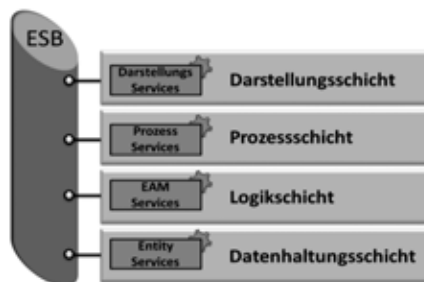 ESB
Darstellungs
Services
Darstellungsschicht
Prozess
Services
Prozessschicht
EAM
Services
Logikschicht
Entity
Services
Datenhaltungsschicht